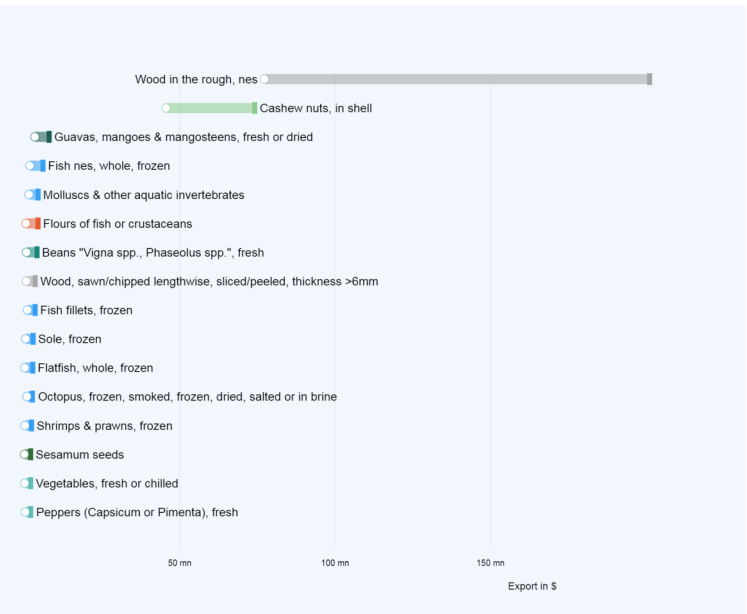 Wood in the rough, nes
Cashew nuts, in shell
Guavas, mangoes & mangosteens, fresh or dried
Fish nes, whole, frozen
Molluscs & other aquatic invertebrates
Flours of fish or crustaceans
Beans "Vigna spp., Phaseolus spp.", fresh
Wood, sawn/chipped lengthwise, sliced/peeled, thickness >6mm
Fish fillets, frozen
Sole, frozen
Flatfish, whole, frozen
Octopus, frozen, smoked, frozen, dried, salted or in brine
Shrimps & prawns, frozen
Sesamum seeds
Vegetables, fresh or chilled
Peppers (Capsicum or Pimenta), fresh
50 mn 100 mn 150 mn
Export in $